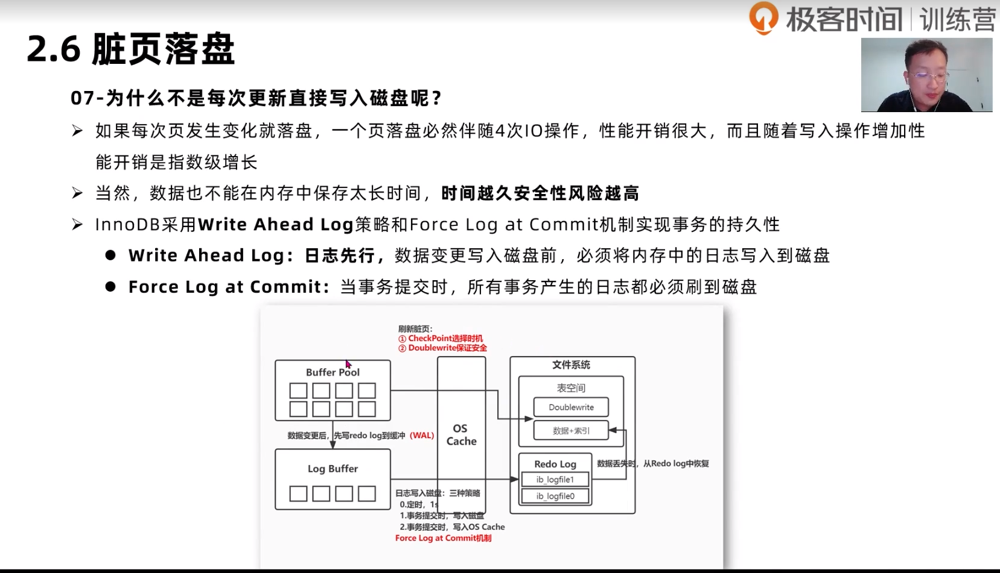 极客时间 | 训练营
2.6 脏页落盘
07-为什么不是每次更新直接写入磁盘呢？
➢ 如果每次页发生变化就落盘，一个页落盘必然伴随4次IO操作，性能开销很大，而且随着写入操作增加性
能开销是指数级增长
➢ 当然，数据也不能在内存中保存太长时间，时间越久安全性风险越高
➢ InnoDB采用Write Ahead Log策略和Force Log at Commit机制实现事务的持久性
● Write Ahead Log：日志先行，数据变更写入磁盘前，必须将内存中的日志写入到磁盘
● Force Log at Commit：当事务提交时，所有事务产生的日志都必须刷到磁盘
刷新脏页：
① CheckPoint选择时机
② Doublewrite保证安全
Buffer Pool
文件系统
表空间
Doublewrite
数据+索引
OS
Cache
数据变更后，先写redo log到缓冲（WAL）
Log Buffer
Redo Log
ib_logfile1
ib_logfile0
数据丢失时，从Redo log中恢复
日志写入磁盘：三种策略
0.定时，1s
1.事务提交时，写入磁盘
2.事务提交时，写入OS Cache
Force Log at Commit机制